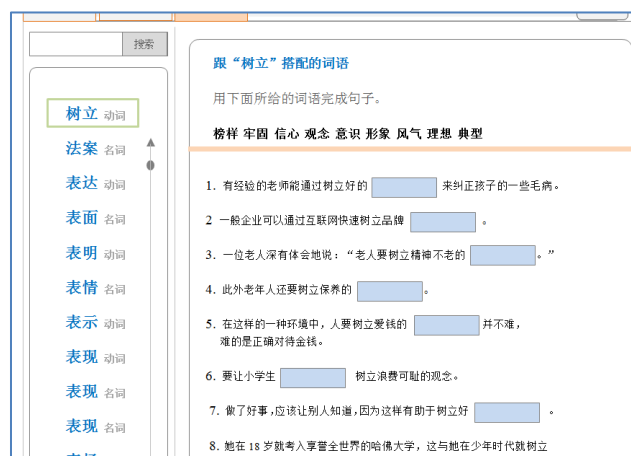 搜索
树立 动词
法案 名词
表达 动词
表面 名词
表明 动词
表情 名词
表示 动词
表现 动词
表现 名词
表现 名词
跟“树立”搭配的词语
用下面所给的词语完成句子。
榜样 牢固 信心 观念 意识 形象 风气 理想 典型
1. 有经验的老师能通过树立好的 来纠正孩子的一些毛病。
2 一般企业可以通过互联网快速树立品牌 。
3. 一位老人深有体会地说：“老人要树立精神不老的 。”
4. 此外老年人还要树立保养的 。
5. 在这样的一种环境中，人要树立爱钱的 并不难，
难的是正确对待金钱。
6. 要让小学生 树立浪费可耻的观念。
7. 做了好事,应该让别人知道,因为这样有助于树立好 。
8. 她在 18 岁就考入享誉全世界的哈佛大学，这与她在少年时代就树立